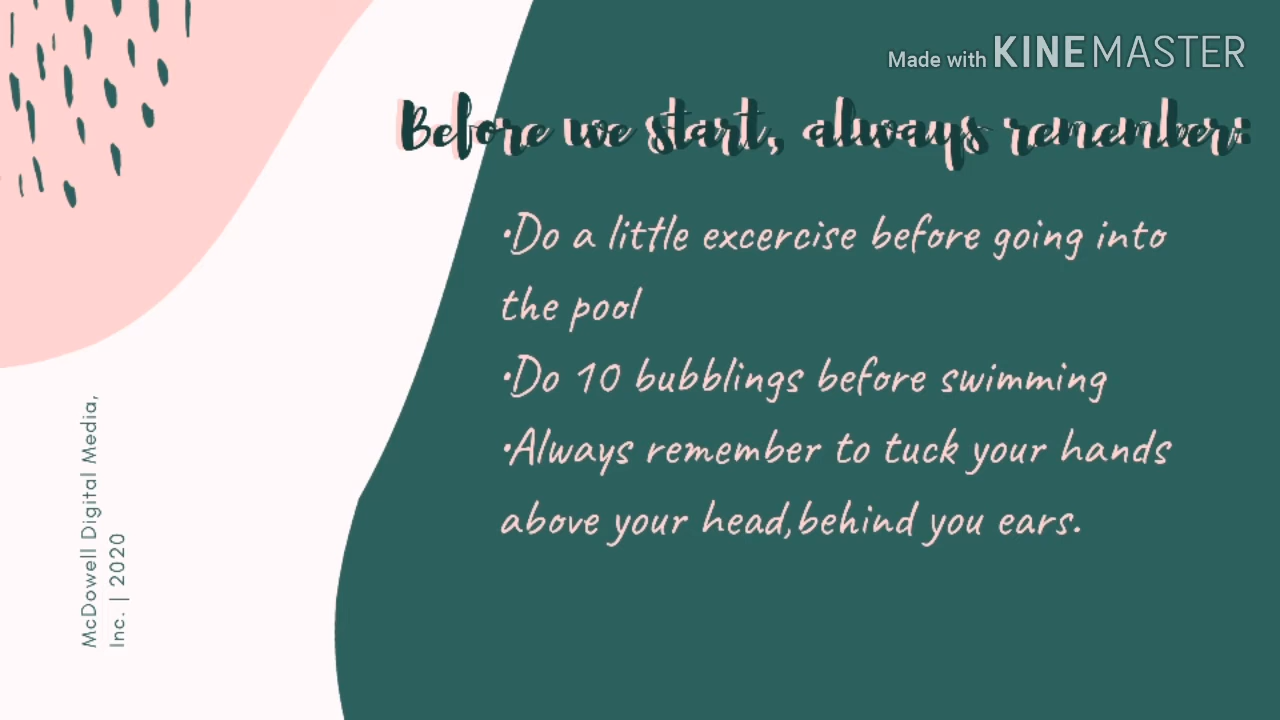 Made with KINEMASTER
Before we start, always remember:
•Do a little excercise before going into
the pool
•Do 10 bubblings before swimming
•Always remember to tuck your hands
above your head,behind you ears.
McDowell Digital Media,
Inc. | 2020